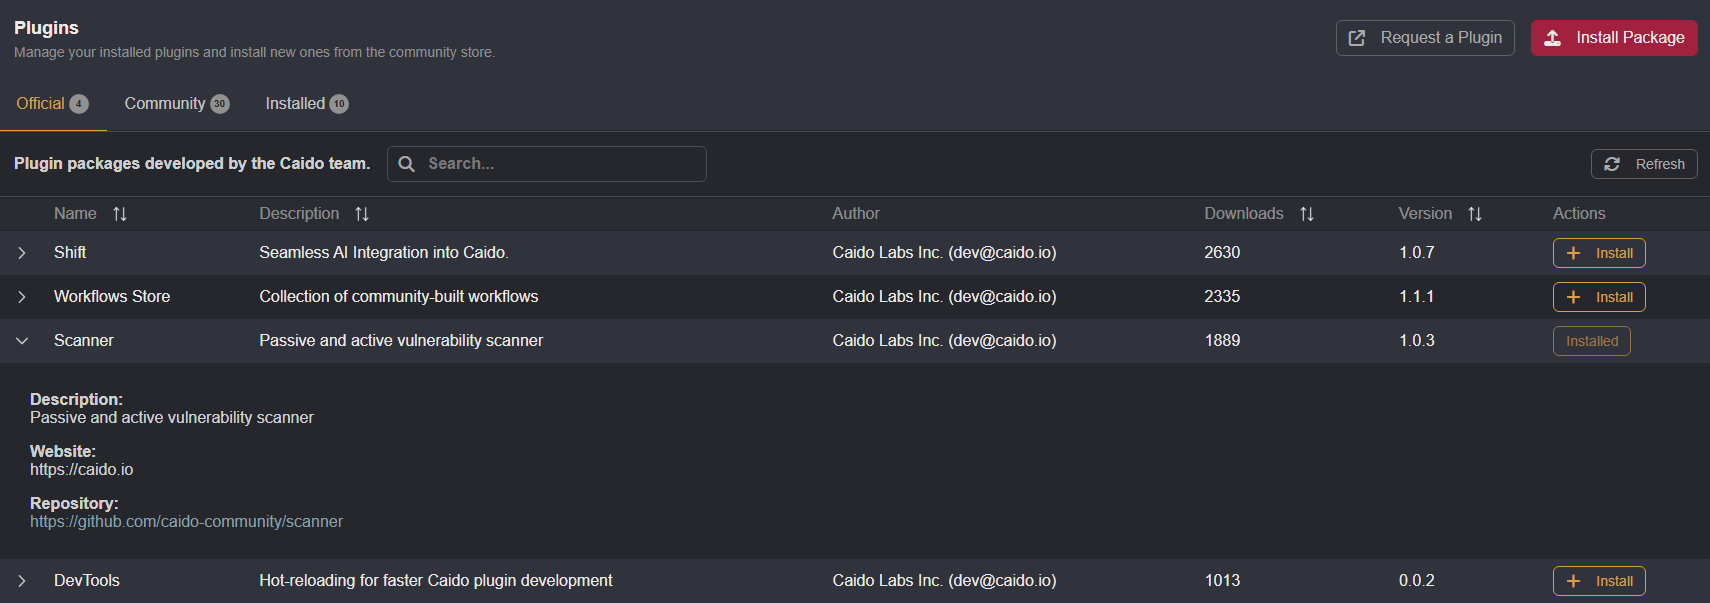 Plugins
Manage your installed plugins and install new ones from the community store.
Request a Plugin
Install Package
Official 4
Community 30
Installed 10
Plugin packages developed by the Caido team.
Search...
Refresh
Name Description Author Downloads Version Actions
Shift Seamless AI Integration into Caido. Caido Labs Inc. (dev@caido.io) 2630 1.0.7 Install
Workflows Store Collection of community-built workflows Caido Labs Inc. (dev@caido.io) 2335 1.1.1 Install
Scanner Passive and active vulnerability scanner Caido Labs Inc. (dev@caido.io) 1889 1.0.3 Installed
Description:
Passive and active vulnerability scanner
Website:
https://caido.io
Repository:
https://github.com/caido-community/scanner
DevTools Hot-reloading for faster Caido plugin development Caido Labs Inc. (dev@caido.io) 1013 0.0.2 Install